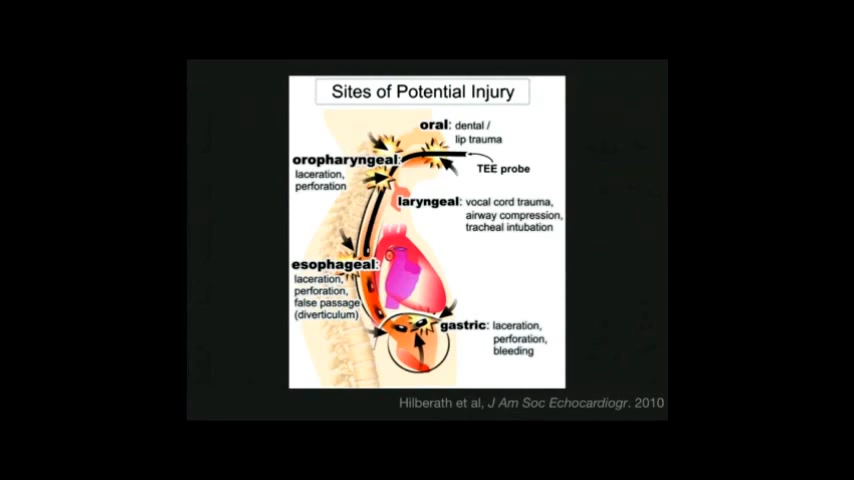 Sites of Potential Injury
oral: dental /
lip trauma
oropharyngeal:
laceration,
perforation
TEE probe
laryngeal: vocal cord trauma,
airway compression,
tracheal intubation
esophageal:
laceration,
perforation,
false passage
(diverticulum)
gastric: laceration,
perforation,
bleeding
Hilberath et al, J Am Soc Echocardiogr. 2010